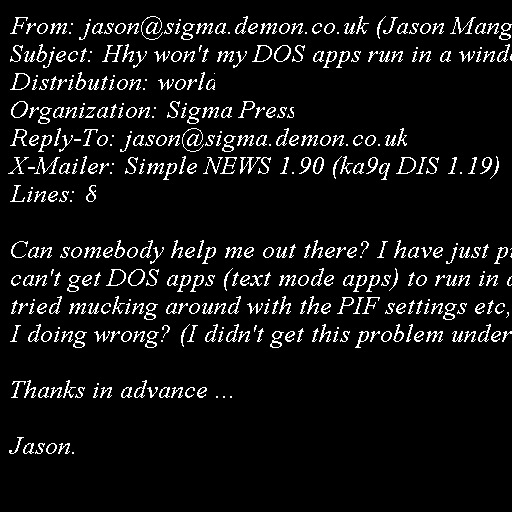 From: jason@sigma.demon.co.uk (Jason Mang
Subject: Hhy won't my DOS apps run in a wind
Distribution: world
Organization: Sigma Press
Reply-To: jason@sigma.demon.co.uk
X-Mailer: Simple NEWS 1.90 (ka9q DIS 1.19)
Lines: 8

Can somebody help me out there? I have just p
can't get DOS apps (text mode apps) to run in a
tried mucking around with the PIF settings etc,
I doing wrong? (I didn't get this problem under

Thanks in advance ...

Jason.